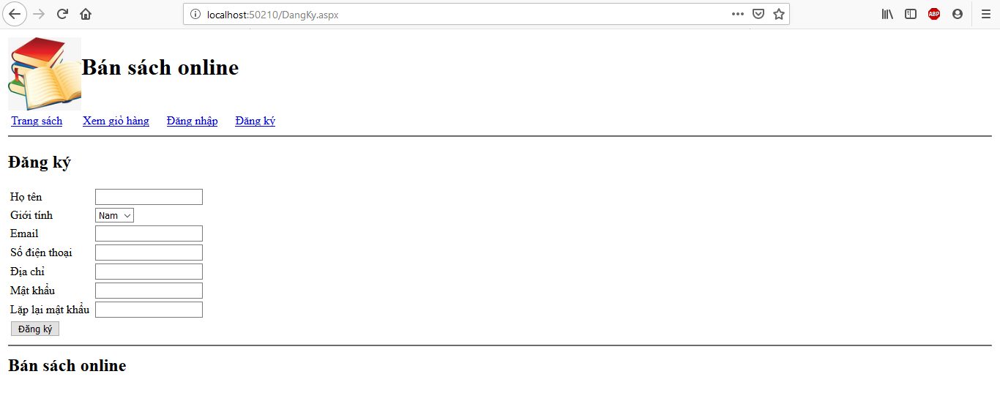 localhost:50210/DangKy.aspx
ABP
Bán sách online
Trang sách Xem giỏ hàng Đăng nhập Đăng ký
Đăng ký
Họ tên
Giới tính Nam
Email
Số điện thoại
Địa chỉ
Mật khẩu
Lặp lại mật khẩu
Đăng ký
Bán sách online